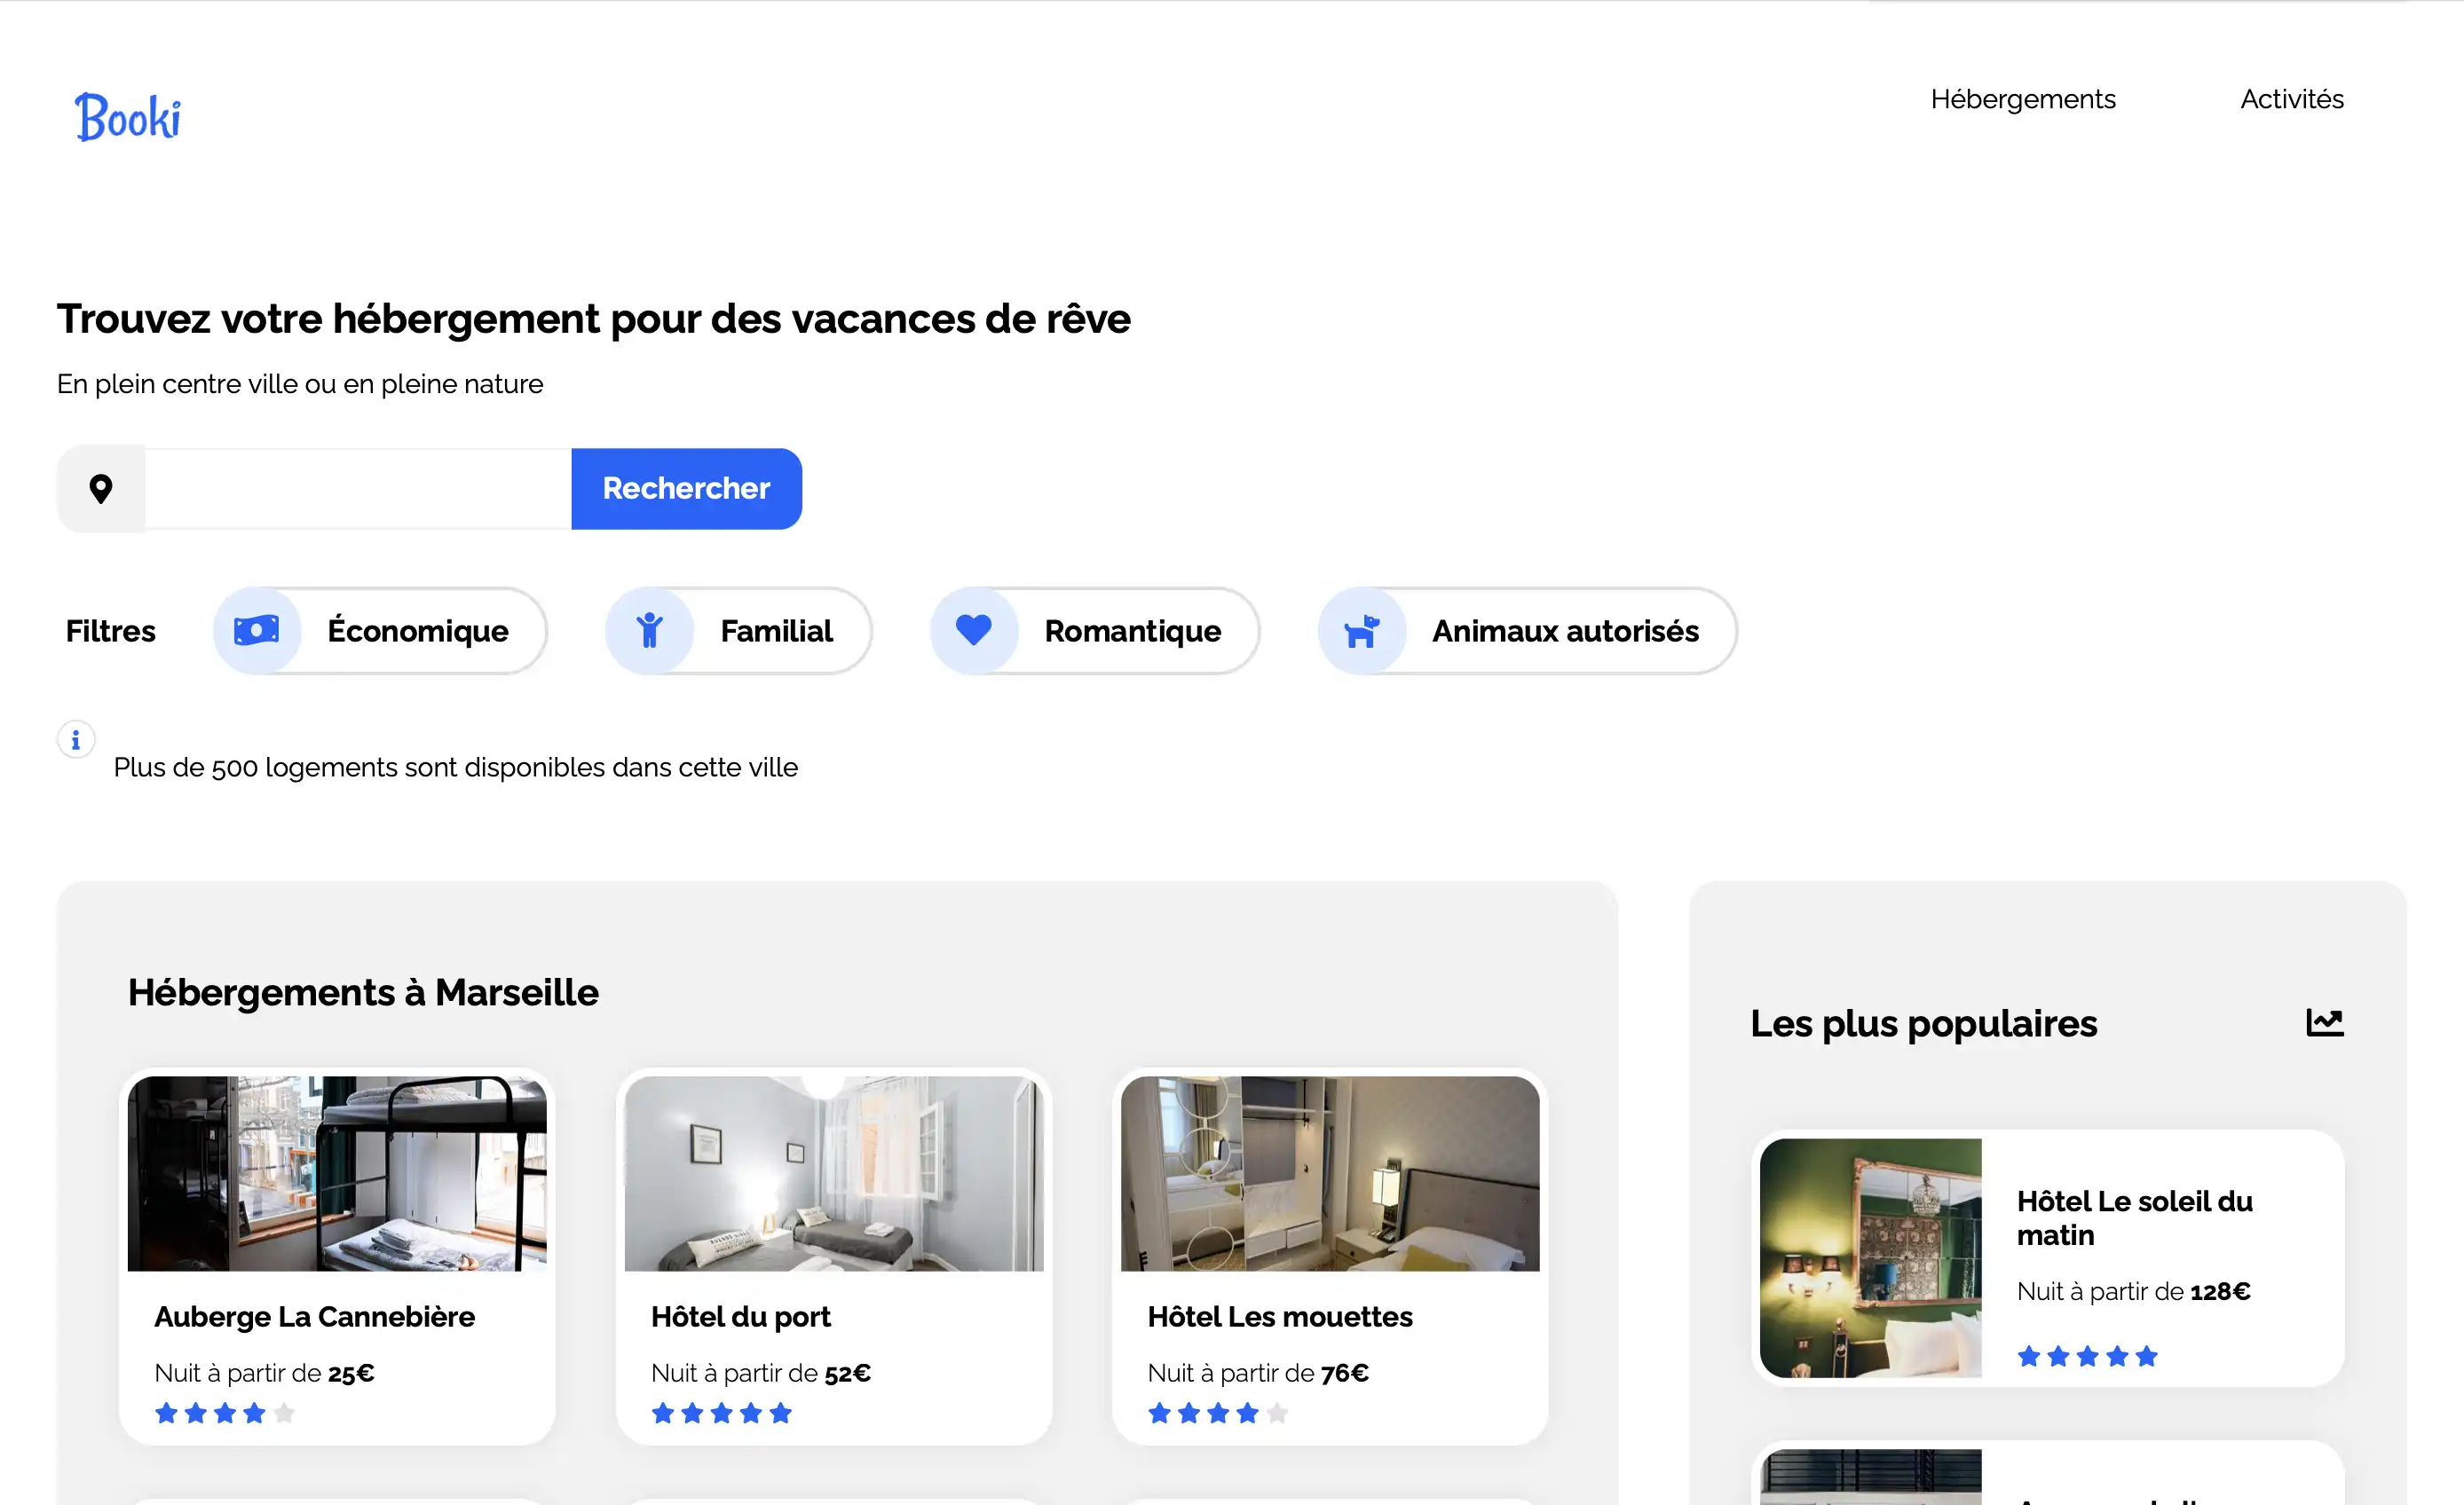 Booki
Hébergements
Activités
Trouvez votre hébergement pour des vacances de rêve
En plein centre ville ou en pleine nature
Rechercher
Filtres
Économique
Familial
Romantique
Animaux autorisés
Plus de 500 logements sont disponibles dans cette ville
Hébergements à Marseille
Auberge La Cannebière
Nuit à partir de 25€
Hôtel du port
Nuit à partir de 52€
Hôtel Les mouettes
Nuit à partir de 76€
Les plus populaires
Hôtel Le soleil du
matin
Nuit à partir de 128€